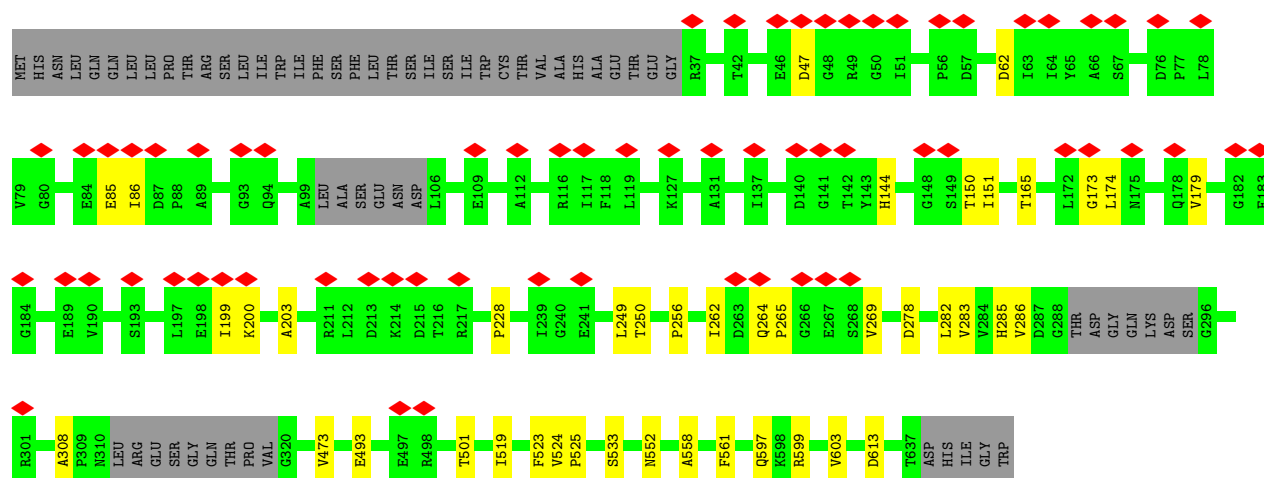 MET HIS ASN LEU GLN GLN LEU LEU PRO THR ARG SER LEU ILE TRP ILE PHE SER PHE LEU THR SER ILE SER ILE TRP CYS THR VAL ALA HIS ALA GLU THR GLU GLY R37 T42 E46 D47 G48 R49 G50 I51 P56 D57 D62 I63 I64 Y65 A66 S67 D76 P77 L78
V79 G80 E84 E85 I86 D87 P88 A89 G93 Q94 A99 LEU ALA SER GLU ASN ASP L106 E109 A112 R116 I117 F118 L119 K127 A131 I137 D140 G141 T142 Y143 H144 G148 S149 T150 I151 T165 L172 G173 L174 N175 Q178 V179 G182 E183
G184 E189 V190 S193 L197 E198 I199 K200 A203 R211 L212 D213 K214 D215 T216 R217 P228 I239 G240 E241 L249 T250 P256 I262 D263 Q264 P265 G266 E267 S268 V269 D278 L282 V283 V284 H285 V286 D287 G288 THR ASP GLY GLN LYS ASP SER G296
R301 A308 P309 N310 LEU ARG GLU SER GLY GLN THR PRO VAL G320 V473 E493 E497 R498 T501 I519 F523 V524 P525 S533 N552 A558 F561 Q597 K598 R599 V603 D613 T637 ASP HIS ILE GLY TRP